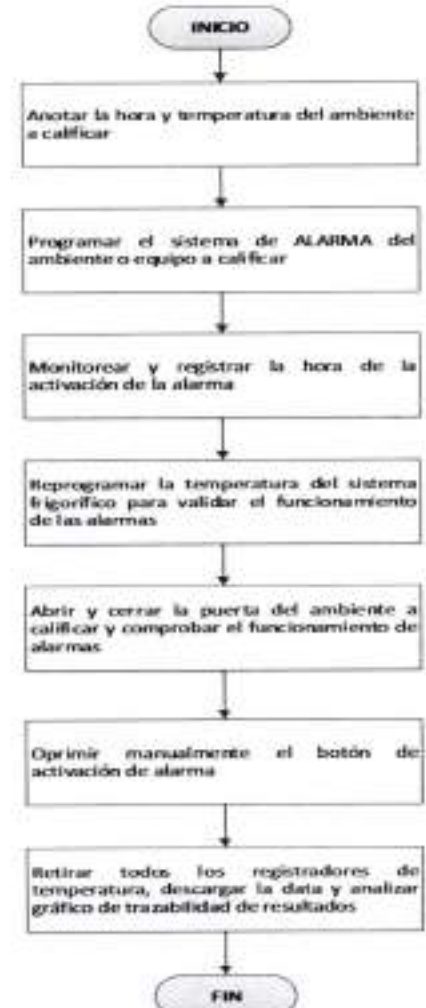 INICIO
Anotar la hora y temperatura del ambiente
a calificar
Programar el sistema de ALARMA del
ambiente o equipo a calificar
Monitorear y registrar la hora de la
activación de la alarma
Reprogramar la temperatura del sistema
frigorífico para validar el funcionamiento
de las alarmas
Abrir y cerrar la puerta del ambiente a
calificar y comprobar el funcionamiento de
alarmas
Oprimir manualmente el botón de
activación de alarma
Retirar todos los registradores de
temperatura, descargar la data y analizar
gráfico de trazabilidad de resultados
FIN